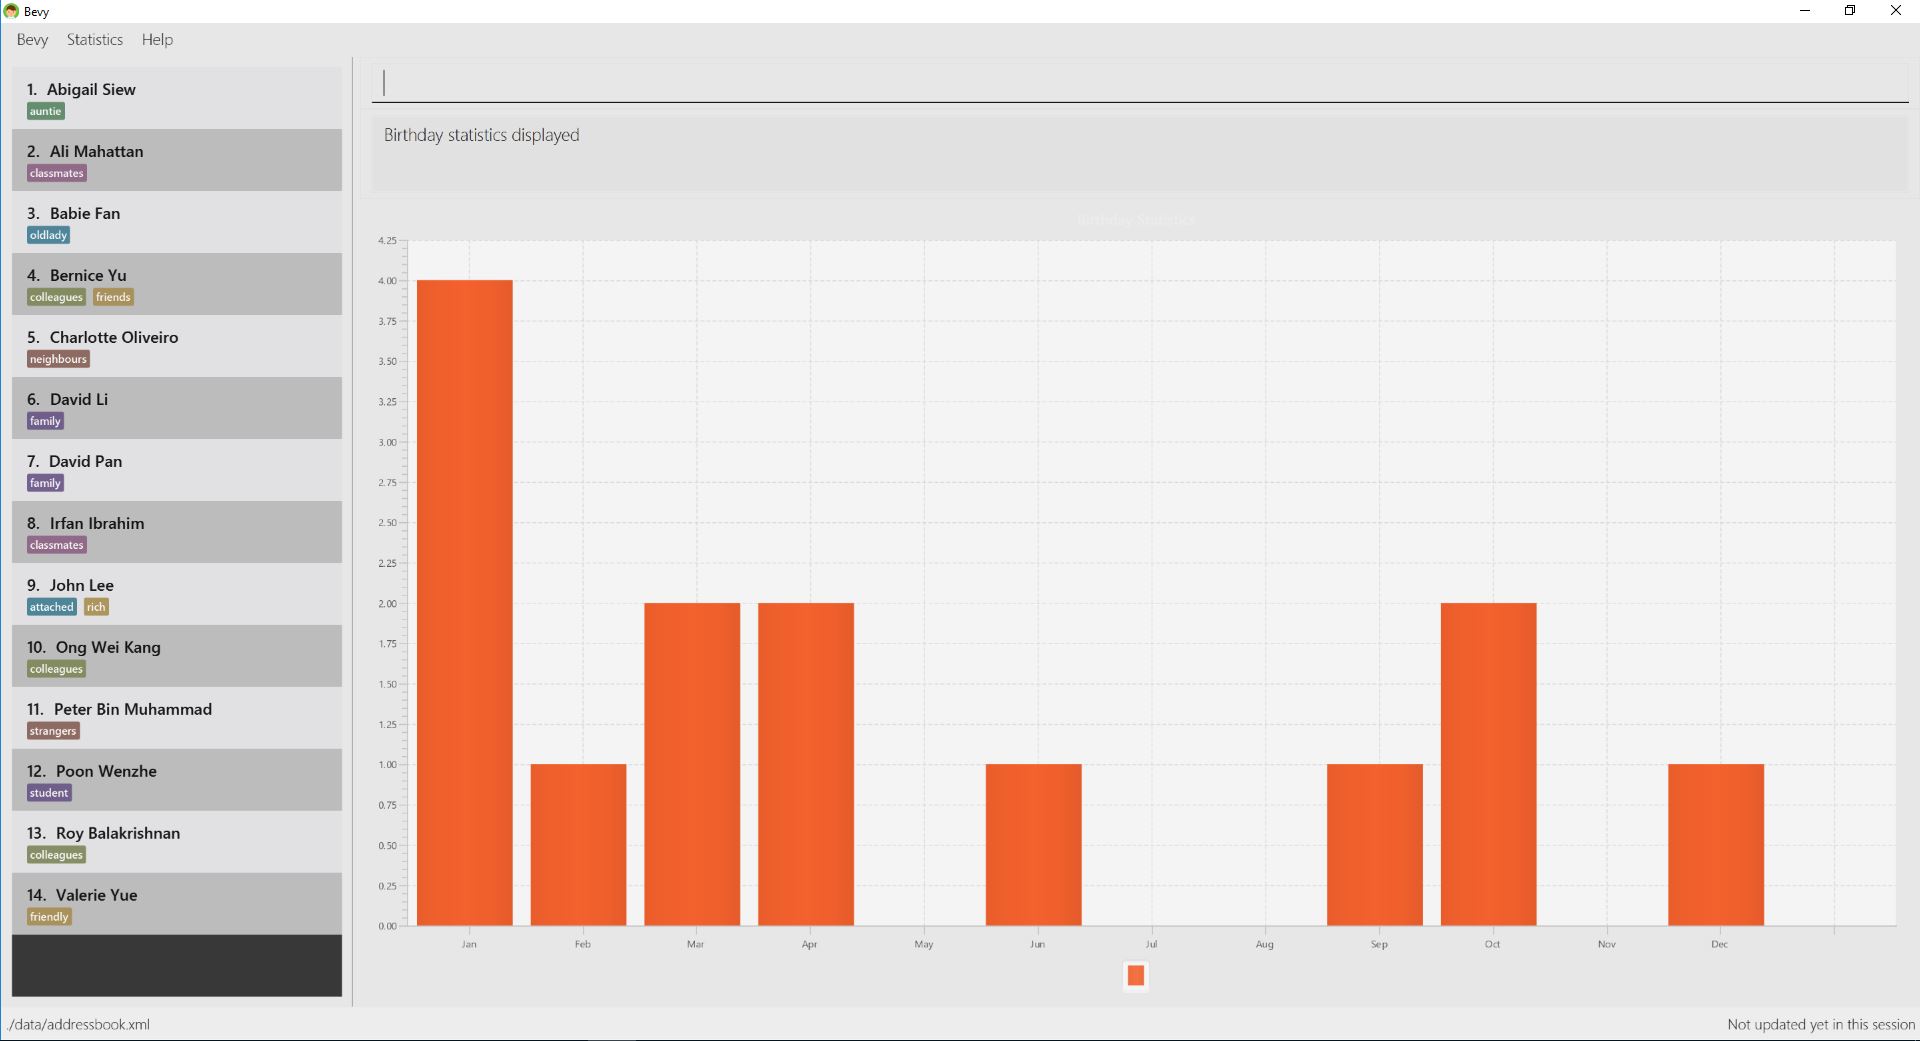 Bevy
Bevy Statistics Help
1. Abigail Siew
auntie
2. Ali Mahattan
classmates
3. Babie Fan
oldlady
4. Bernice Yu
colleagues friends
5. Charlotte Oliveiro
neighbours
6. David Li
family
7. David Pan
family
8. Irfan Ibrahim
classmates
9. John Lee
attached rich
10. Ong Wei Kang
colleagues
11. Peter Bin Muhammad
strangers
12. Poon Wenzhe
student
13. Roy Balakrishnan
colleagues
14. Valerie Yue
friendly
Birthday statistics displayed
Birthday Statistics
4.25
4.00
3.75
3.50
3.25
3.00
2.75
2.50
2.25
2.00
1.75
1.50
1.25
1.00
0.75
0.50
0.25
0.00
Jan Feb Mar Apr May Jun Jul Aug Sep Oct Nov Dec
./data/addressbook.xml
Not updated yet in this session